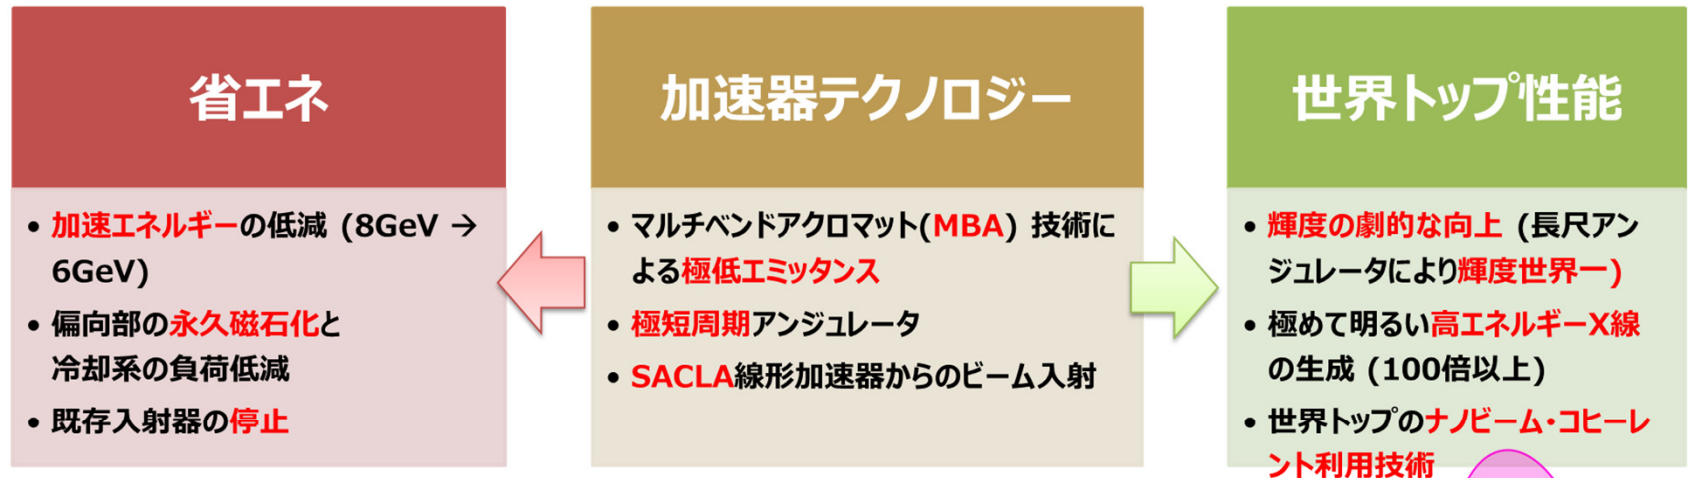 省エネ
• 加速エネルギーの低減 (8GeV →
6GeV)
• 偏向部の永久磁石化と
冷却系の負荷低減
• 既存入射器の停止
加速器テクノロジー
• マルチベンドアクロマット(MBA) 技術に
よる極低エミッタンス
• 極短周期アンジュレータ
• SACLA線形加速器からのビーム入射
世界トップ性能
• 輝度の劇的な向上 (長尺アン
ジュレータにより輝度世界一)
• 極めて明るい高エネルギーX線
の生成 (100倍以上)
• 世界トップのナノビーム・コヒーレ
ント利用技術